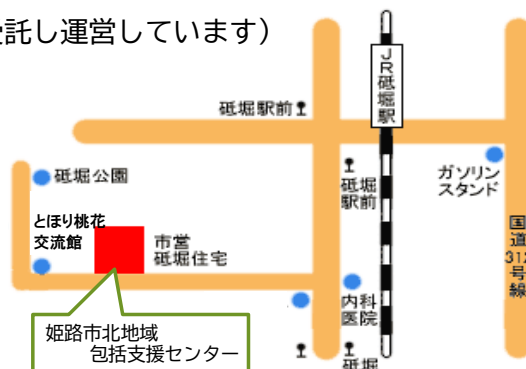 託し運営しています）
JR砥堀駅
砥堀駅前
砥堀公園
砥堀
駅前
ガソリン
スタンド
とほり桃花
交流館
市営
砥堀住宅
国道312号線
内科
医院
姫路市北地域
包括支援センター
砥堀